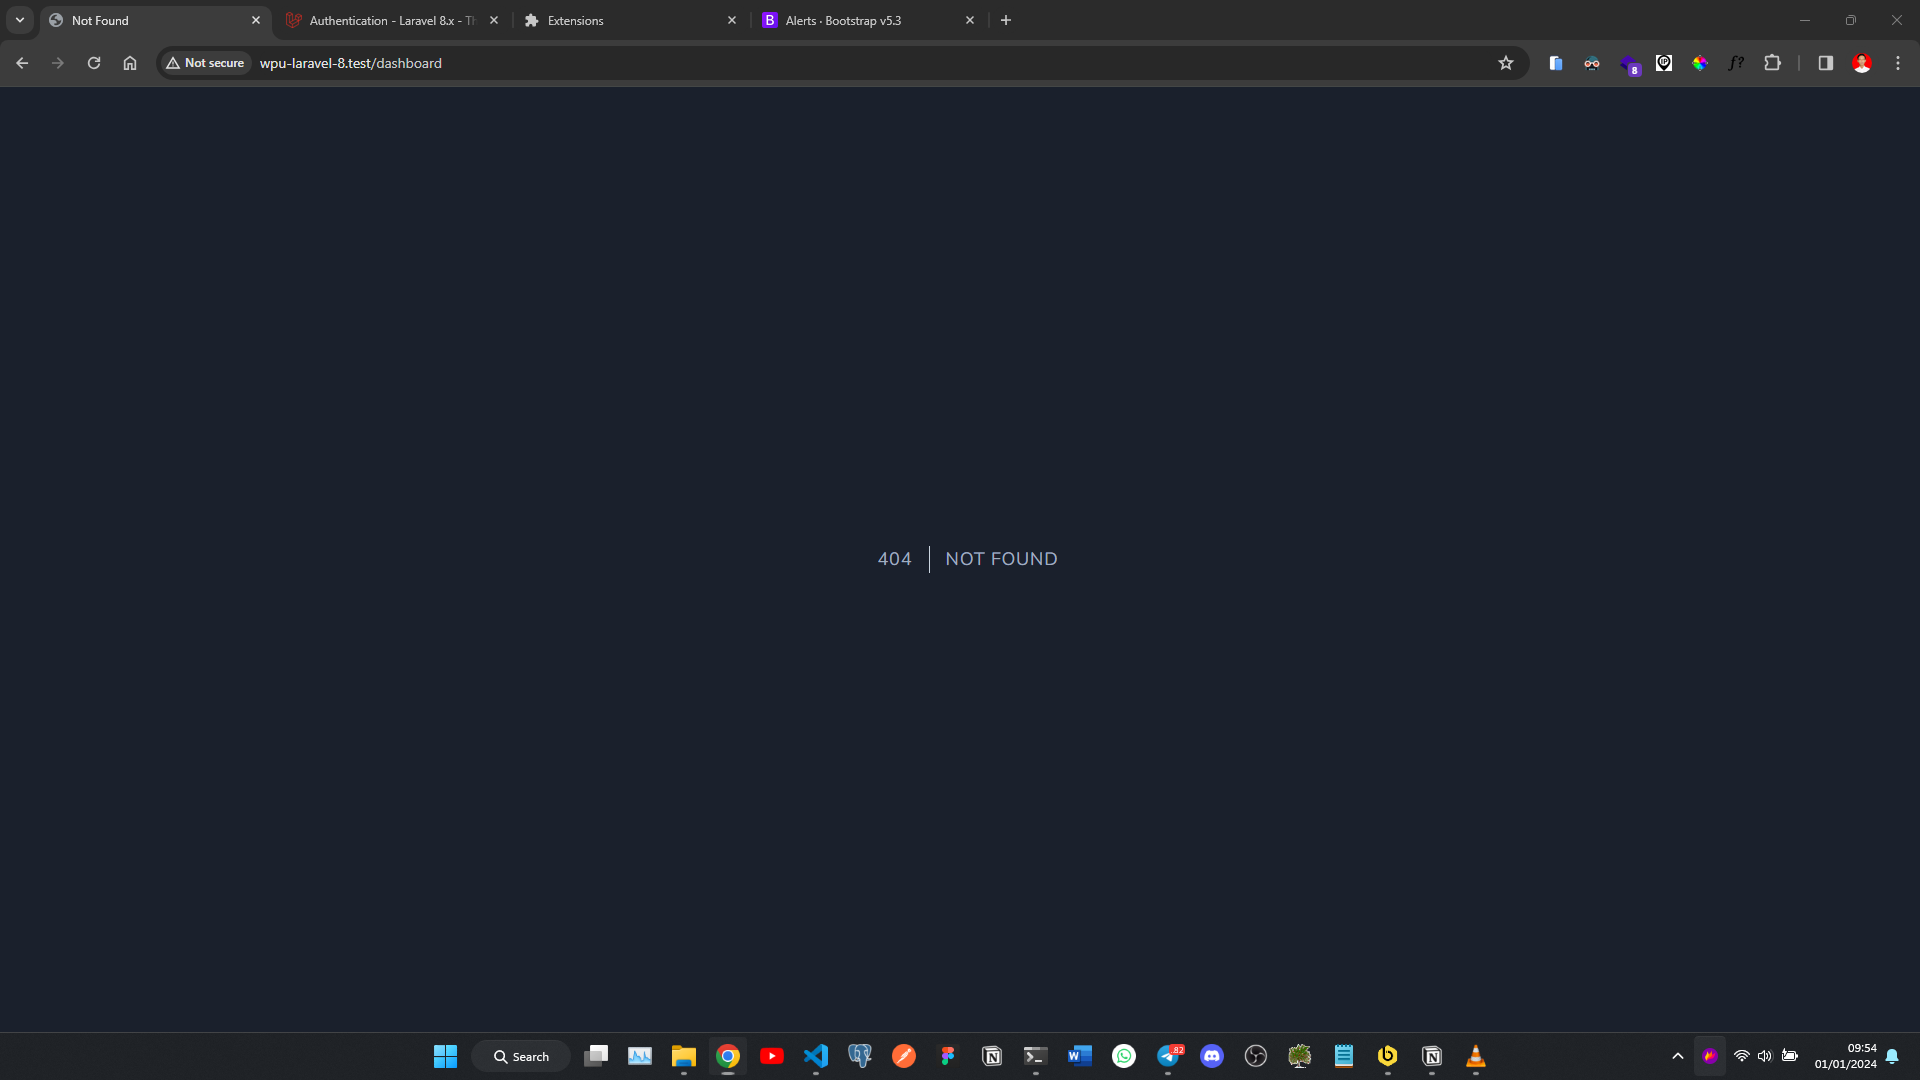 Not Found
Authentication - Laravel 8.x - Th
Extensions
Alerts · Bootstrap v5.3
Not secure
wpu-laravel-8.test/dashboard
8
404
NOT FOUND
Search
82
09:54
01/01/2024